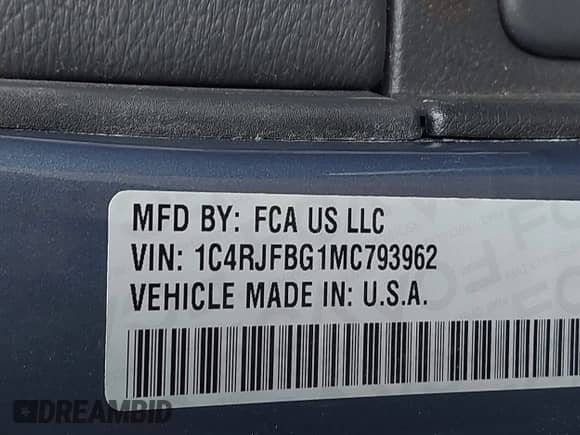 MFD BY: FCA US LLC
VIN: 1C4RJFBG1MC793962
VEHICLE MADE IN: U.S.A.
DREAMBID